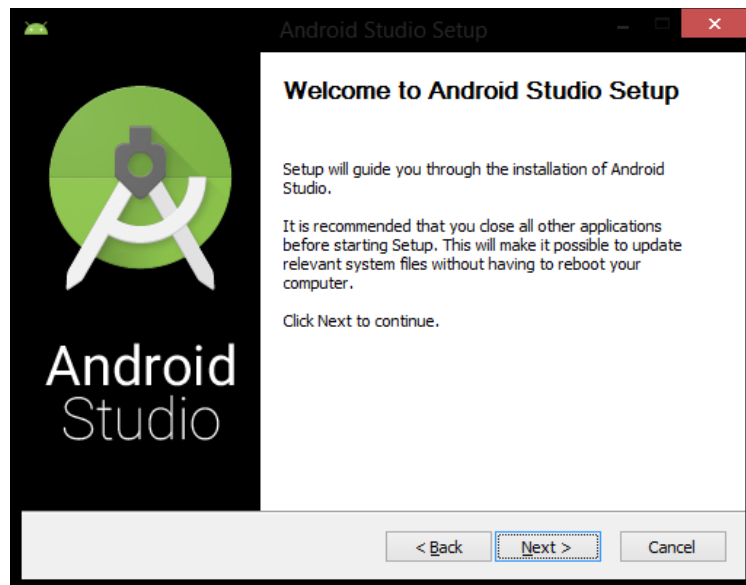 Android Studio Setup
Welcome to Android Studio Setup
Setup will guide you through the installation of Android
Studio.
It is recommended that you close all other applications
before starting Setup. This will make it possible to update
relevant system files without having to reboot your
computer.
Click Next to continue.
Android
Studio
< Back
Next >
Cancel